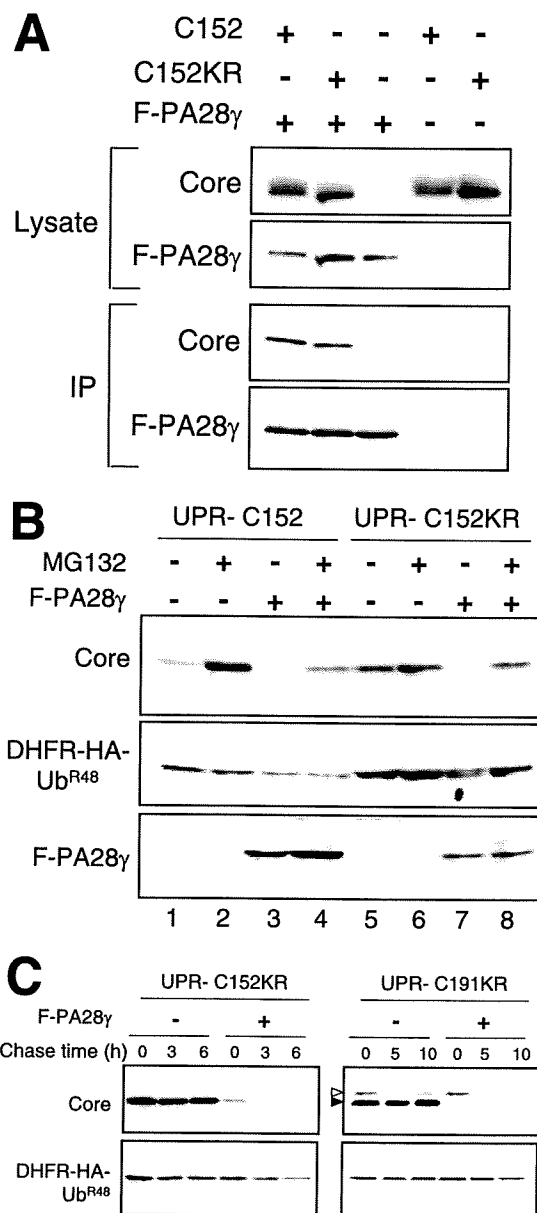 A
C152 + - - + -
C152KR - + - - +
F-PA28γ + + + - -
Lysate
Core
F-PA28γ
IP
Core
F-PA28γ
B
UPR- C152 UPR- C152KR
MG132 - + - + - + - +
F-PA28γ - - + + - - + +
Core
DHFR-HA-
Ub^R48
F-PA28γ
1 2 3 4 5 6 7 8
C
UPR- C152KR UPR- C191KR
F-PA28γ - + - +
Chase time (h) 0 3 6 0 3 6 0 5 10 0 5 10
Core
DHFR-HA-
Ub^R48